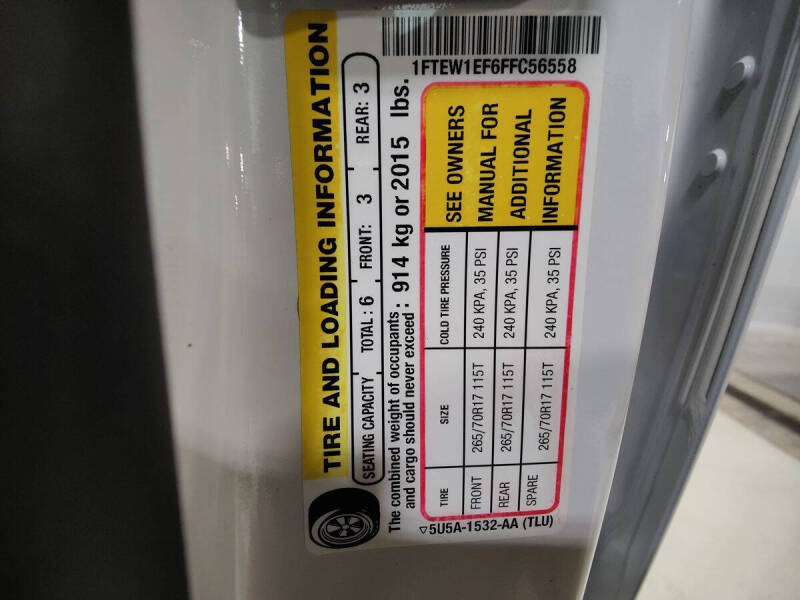 TIRE AND LOADING INFORMATION
SEATING CAPACITY TOTAL : 6 FRONT: 3 REAR: 3
The combined weight of occupants
and cargo should never exceed : 914 kg or 2015 lbs.
TIRE SIZE COLD TIRE PRESSURE
FRONT 265/70R17 115T 240 KPA, 35 PSI
REAR 265/70R17 115T 240 KPA, 35 PSI
SPARE 265/70R17 115T 240 KPA, 35 PSI
SEE OWNERS
MANUAL FOR
ADDITIONAL
INFORMATION
5U5A-1532-AA (TLU)
1FTEW1EF6FFC56558